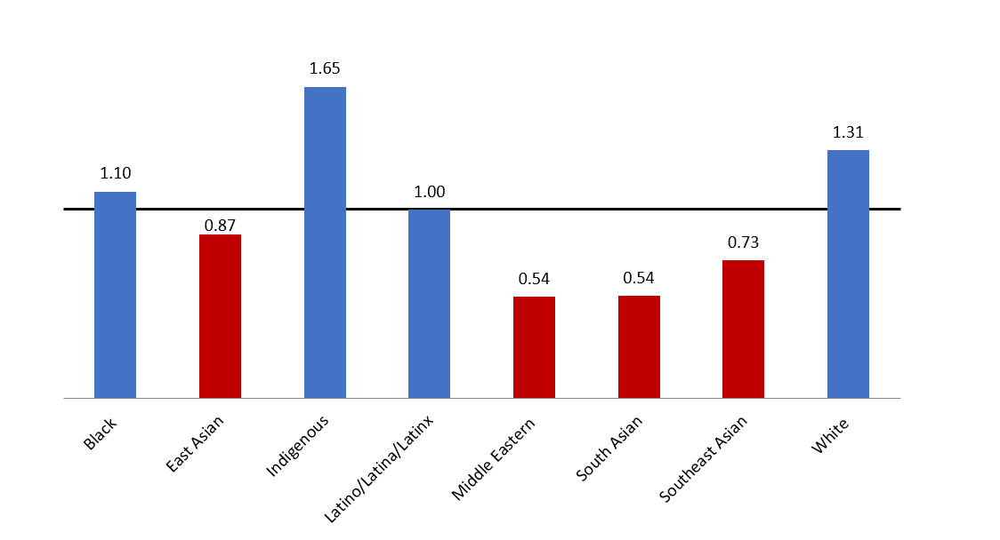 1.65
1.31
1.10
1.00
0.87
0.73
0.54
0.54
Black
East Asian
Indigenous
Latino/Latina/Latinx
Middle Eastern
South Asian
Southeast Asian
White